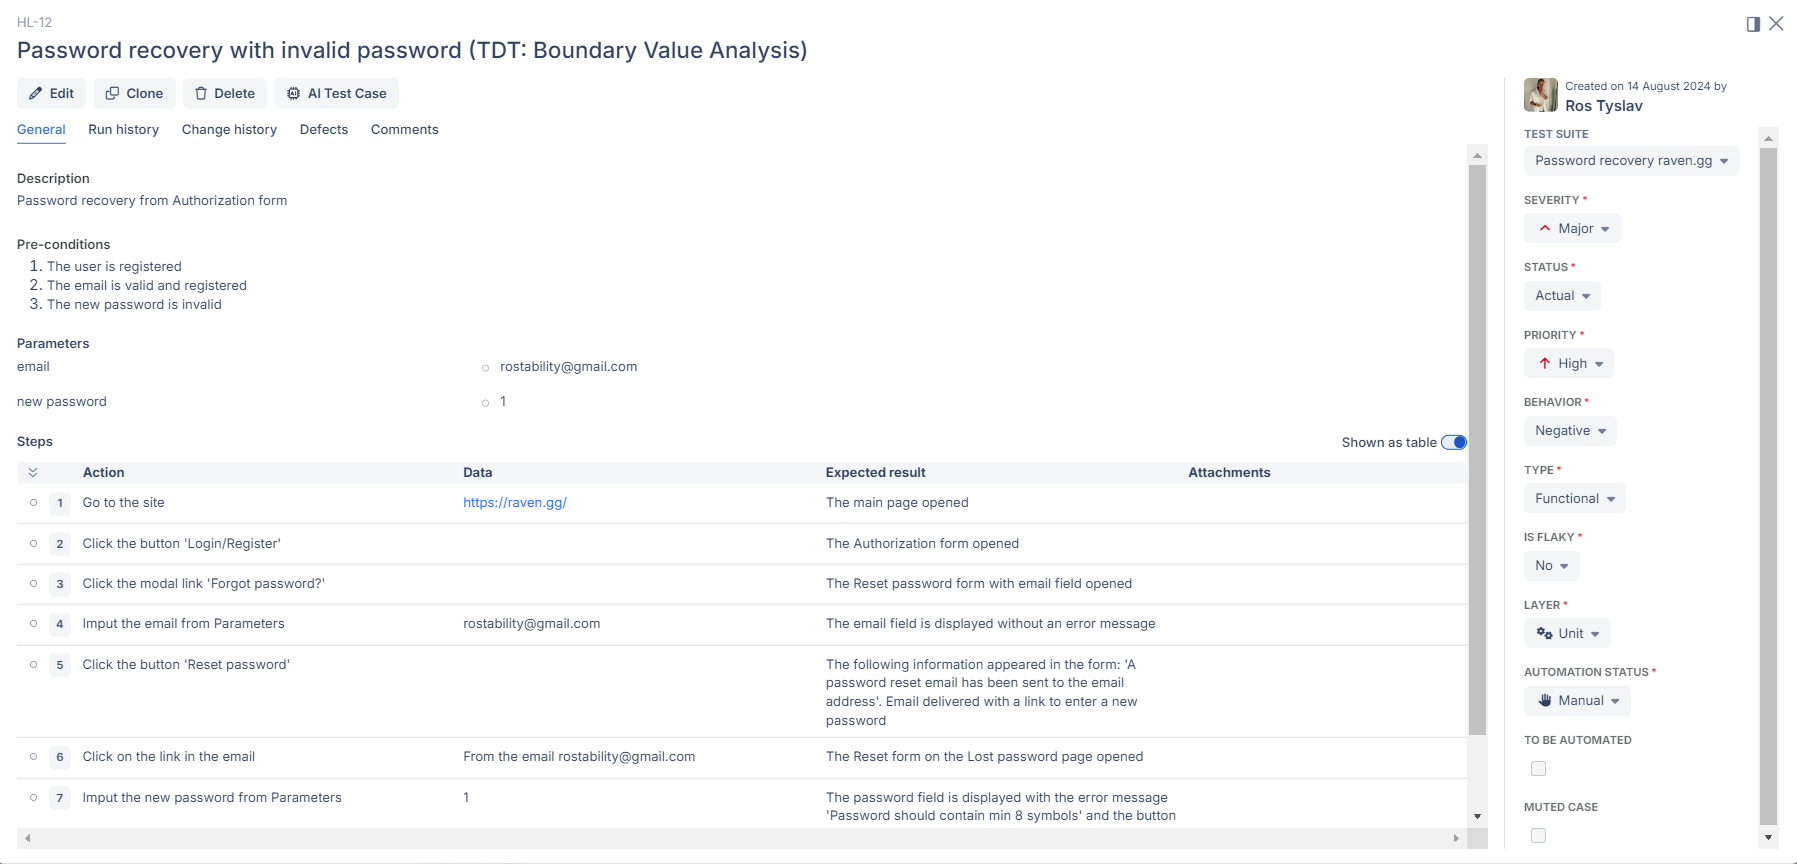 HL-12
Password recovery with invalid password (TDT: Boundary Value Analysis)
Edit
Clone
Delete
AI Test Case
General
Run history
Change history
Defects
Comments
Description
Password recovery from Authorization form
Pre-conditions
1. The user is registered
2. The email is valid and registered
3. The new password is invalid
Parameters
email
rostability@gmail.com
new password
1
Steps
Shown as table
Action Data Expected result Attachments
1 Go to the site https://raven.gg/ The main page opened
2 Click the button 'Login/Register' The Authorization form opened
3 Click the modal link 'Forgot password?' The Reset password form with email field opened
4 Imput the email from Parameters rostability@gmail.com The email field is displayed without an error message
5 Click the button 'Reset password' The following information appeared in the form: 'A
password reset email has been sent to the email
address'. Email delivered with a link to enter a new
password
6 Click on the link in the email From the email rostability@gmail.com The Reset form on the Lost password page opened
7 Imput the new password from Parameters 1 The password field is displayed with the error message
'Password should contain min 8 symbols' and the button
Created on 14 August 2024 by
Ros Tyslav
TEST SUITE
Password recovery raven.gg
SEVERITY *
Major
STATUS *
Actual
PRIORITY *
High
BEHAVIOR *
Negative
TYPE *
Functional
IS FLAKY *
No
LAYER *
Unit
AUTOMATION STATUS *
Manual
TO BE AUTOMATED
MUTED CASE